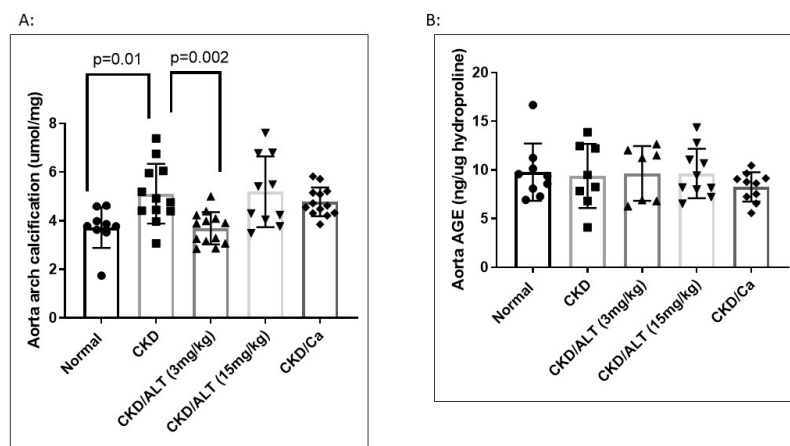 A:
p=0.01
p=0.002
Aorta arch calcification (umol/mg)
8
6
4
2
0
Normal
CKD
CKD/ALT (3mg/kg)
CKD/ALT (15mg/kg)
CKD/Ca
B:
Aorta AGE (ng/ug hydroproline)
20
15
10
5
0
Normal
CKD
CKD/ALT (3mg/kg)
CKD/ALT (15mg/kg)
CKD/Ca